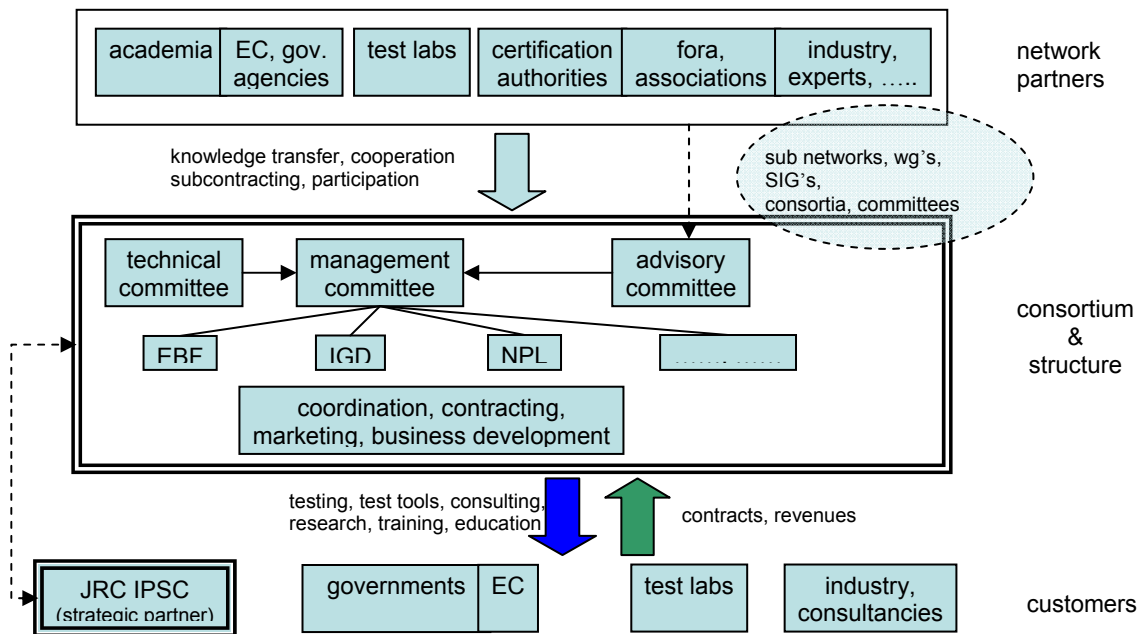 academia
EC, gov.
agencies
test labs
certification
authorities
fora,
associations
industry,
experts, …..
network
partners
knowledge transfer, cooperation
subcontracting, participation
sub networks, wg's,
SIG's,
consortia, committees
technical
committee
management
committee
advisory
committee
EBF
IGD
NPL
……., ……
consortium
&
structure
coordination, contracting,
marketing, business development
testing, test tools, consulting,
research, training, education
contracts, revenues
JRC IPSC
(strategic partner)
governments
EC
test labs
industry,
consultancies
customers